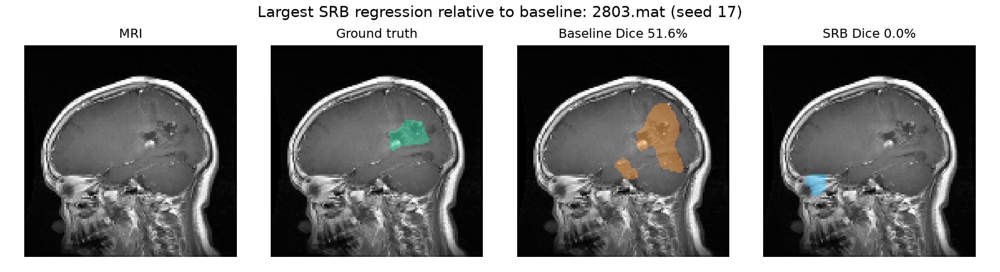 Largest SRB regression relative to baseline: 2803.mat (seed 17)
MRI
Ground truth
Baseline Dice 51.6%
SRB Dice 0.0%